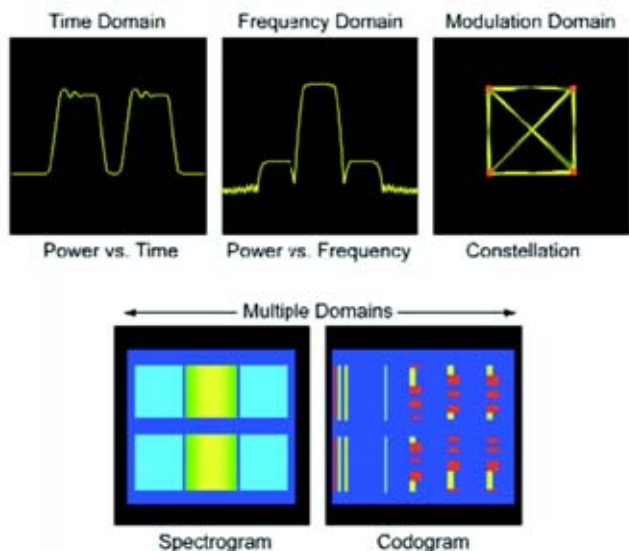 Time Domain
Frequency Domain
Modulation Domain
Power vs. Time
Power vs. Frequency
Constellation
Multiple Domains
Spectrogram
Codogram